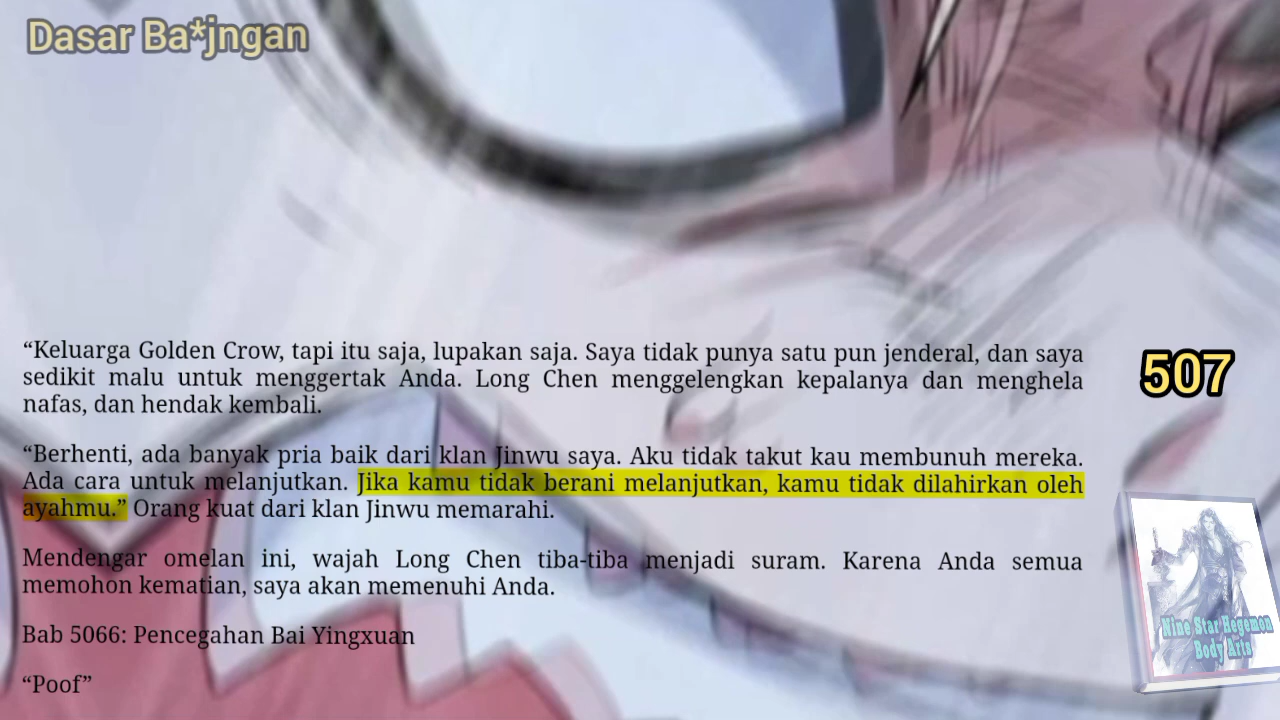 Dasar Ba*jngan
“Keluarga Golden Crow, tapi itu saja, lupakan saja. Saya tidak punya satu pun jenderal, dan saya
sedikit malu untuk menggertak Anda. Long Chen menggelengkan kepalanya dan menghela
nafas, dan hendak kembali.
507
“Berhenti, ada banyak pria baik dari klan Jinwu saya. Aku tidak takut kau membunuh mereka.
Ada cara untuk melanjutkan. Jika kamu tidak berani melanjutkan, kamu tidak dilahirkan oleh
ayahmu.” Orang kuat dari klan Jinwu memarahi.
Mendengar omelan ini, wajah Long Chen tiba-tiba menjadi suram. Karena Anda semua
memohon kematian, saya akan memenuhi Anda.
Bab 5066: Pencegahan Bai Yingxuan
“Poof”
Nine Star Hegemon
Body Arts